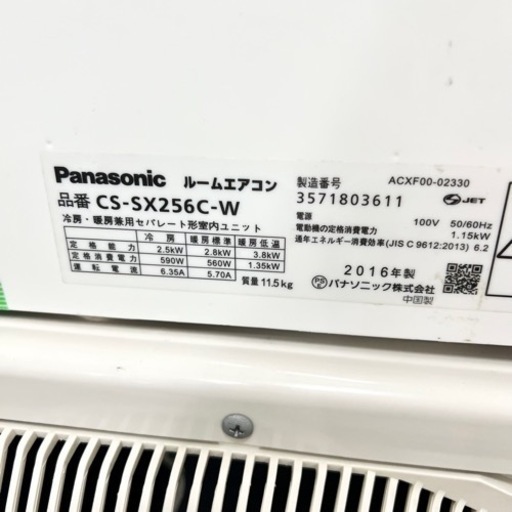 Panasonic ルームエアコン
品番 CS-SX256C-W
冷房・暖房兼用セパレート形室内ユニット
冷房 暖房標準 暖房低温
定格能力 2.5kW 2.8kW 3.8kW
定格消費電力 590W 560W 1.35kW
運転電流 6.35A 5.70A
質量 11.5kg
製造番号 ACXF00-02330
3571803611 JET
電源 100V 50/60Hz
電動機の定格消費電力 1.15kW
通年エネルギー消費効率(JIS C 9612:2013) 6.2
2016年製
パナソニック株式会社
中国製